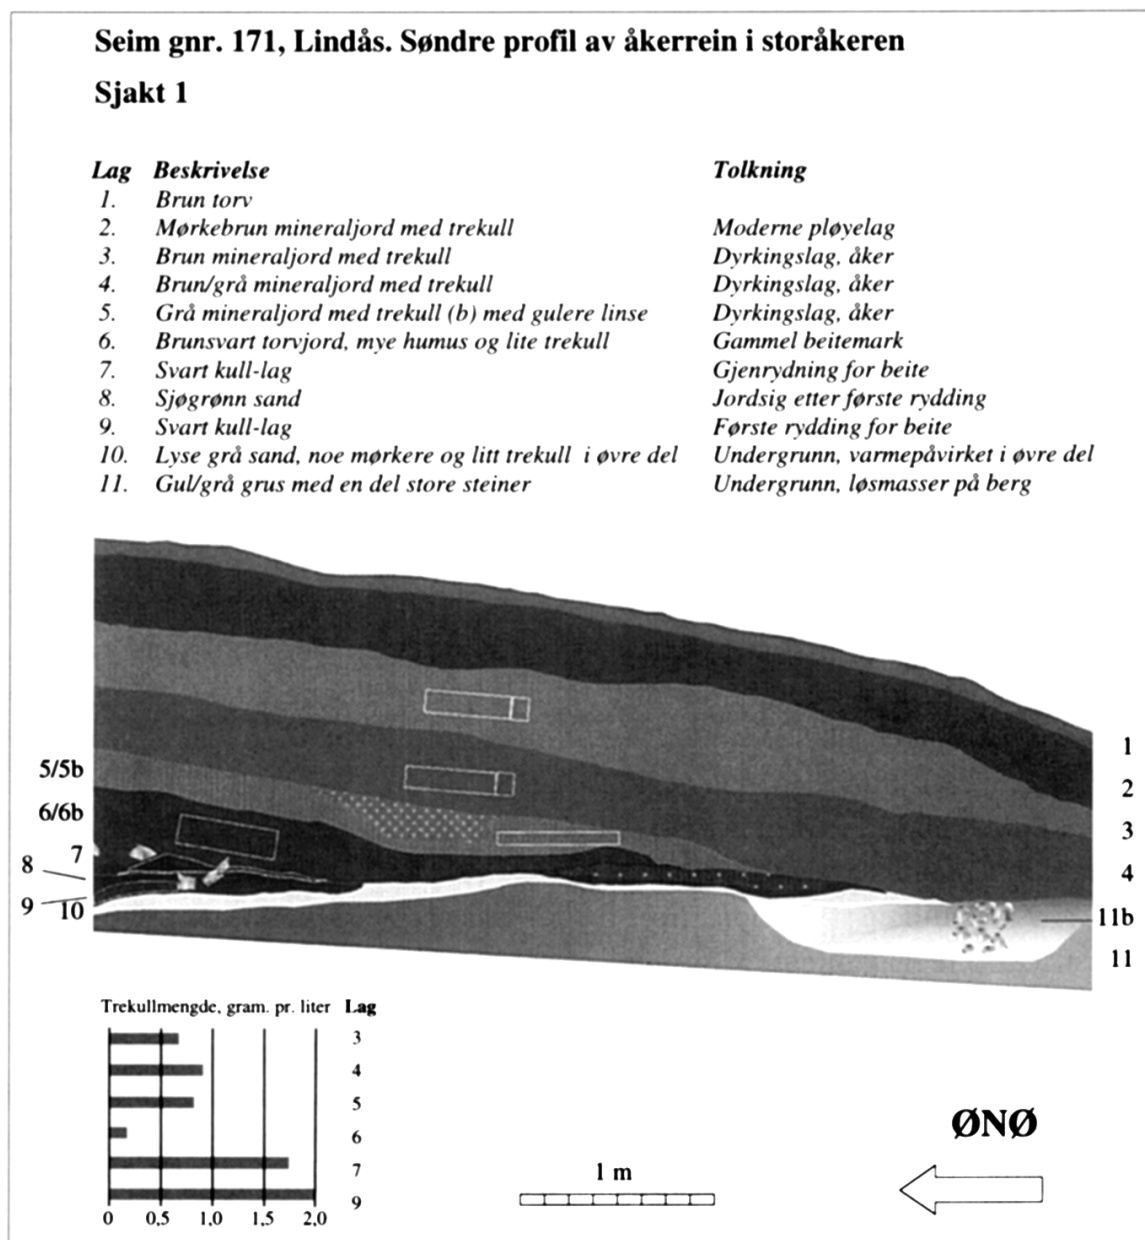 Seim gnr. 171, Lindås. Søndre profil av åkerrein i storåkeren
Sjakt 1
Lag Beskrivelse Tolkning
1. Brun torv
2. Mørkebrun mineraljord med trekull Moderne pløyelag
3. Brun mineraljord med trekull Dyrkingslag, åker
4. Brun/grå mineraljord med trekull Dyrkingslag, åker
5. Grå mineraljord med trekull (b) med gulere linse Dyrkingslag, åker
6. Brunsvart torvjord, mye humus og lite trekull Gammel beitemark
7. Svart kull-lag Gjenrydning for beite
8. Sjøgrønn sand Jordsig etter første rydding
9. Svart kull-lag Første rydding for beite
10. Lyse grå sand, noe mørkere og litt trekull i øvre del Undergrunn, varmepåvirket i øvre del
11. Gul/grå grus med en del store steiner Undergrunn, løsmasser på berg
1
5/5b
2
6/6b
3
7
8
4
9 10
11b
11
Trekullmengde, gram. pr. liter Lag
3
4
5
6
7
9
0 0,5 1,0 1,5 2,0
1 m
ØNØ